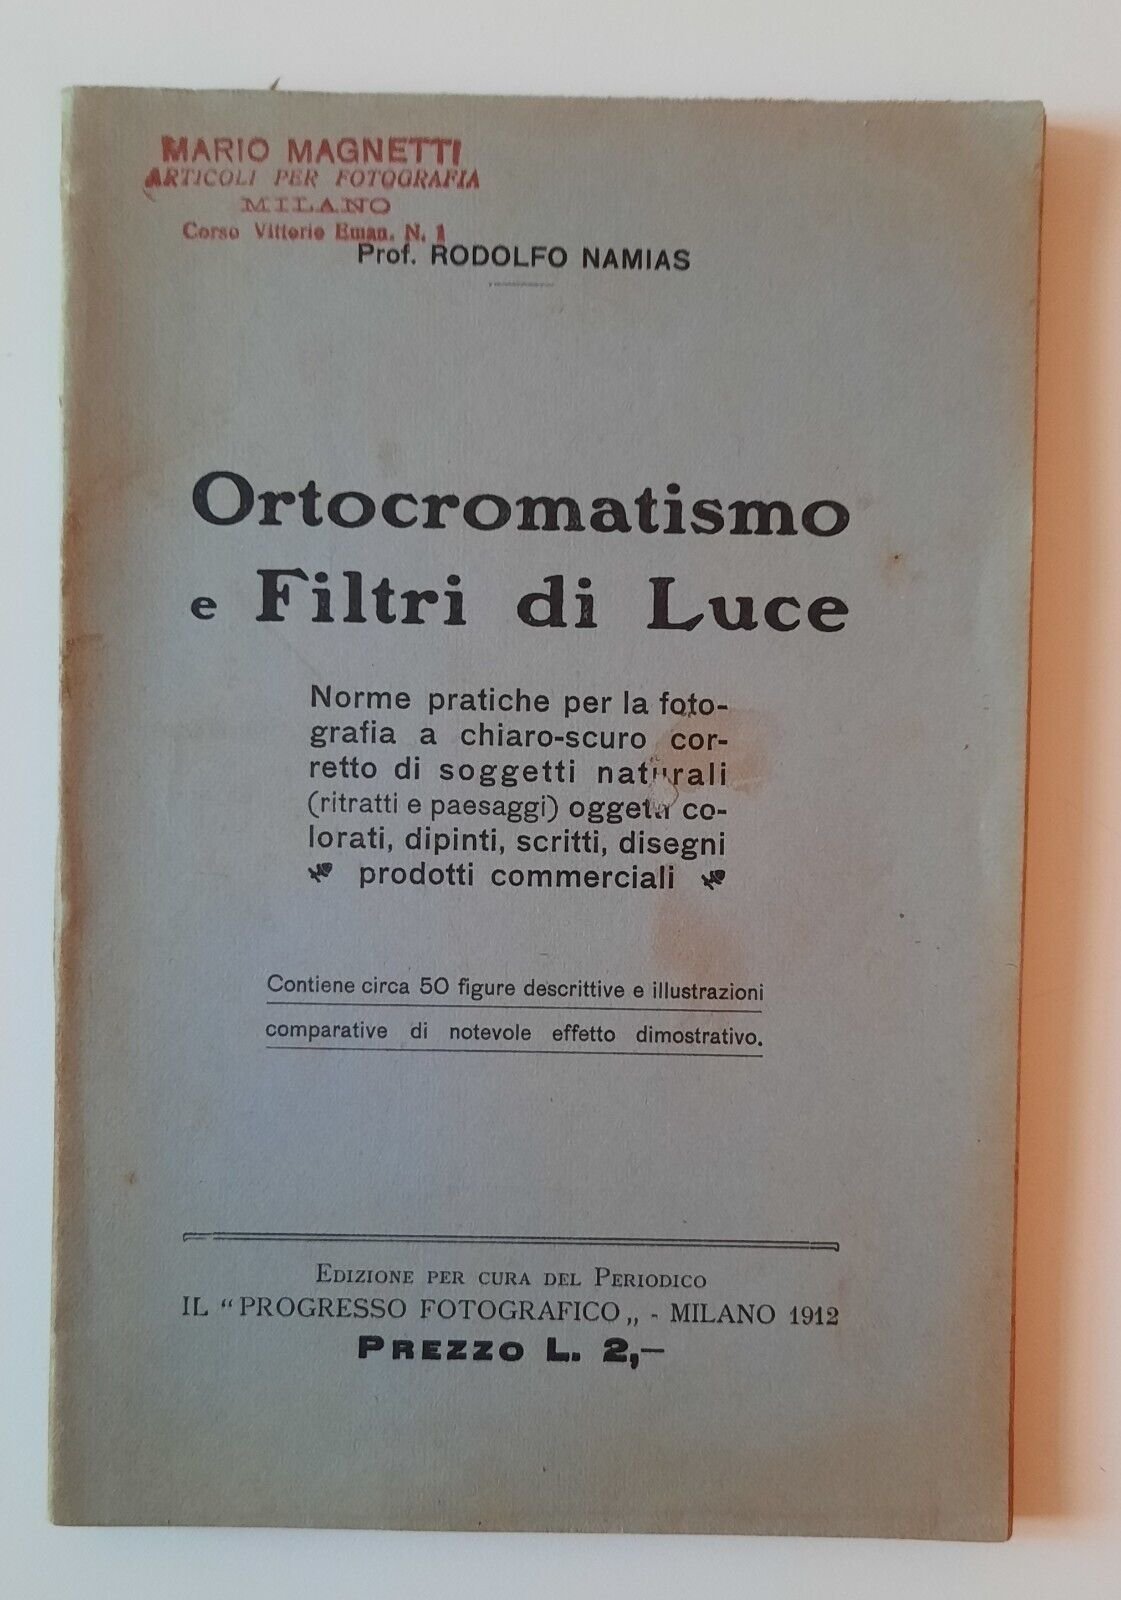 MARIO MAGNETTI
ARTICOLI PER FOTOGRAFIA
MILANO
Corso Vittorio Eman. N. 1
Prof. RODOLFO NAMIAS
Ortocromatismo
e Filtri di Luce
Norme pratiche per la foto-
grafia a chiaro-scuro cor-
retto di soggetti naturali
(ritratti e paesaggi) oggetti co-
lorati, dipinti, scritti, disegni
prodotti commerciali
Contiene circa 50 figure descrittive e illustrazioni
comparative di notevole effetto dimostrativo.
EDIZIONE PER CURA DEL PERIODICO
IL “PROGRESSO FOTOGRAFICO„ - MILANO 1912
PREZZO L. 2,—